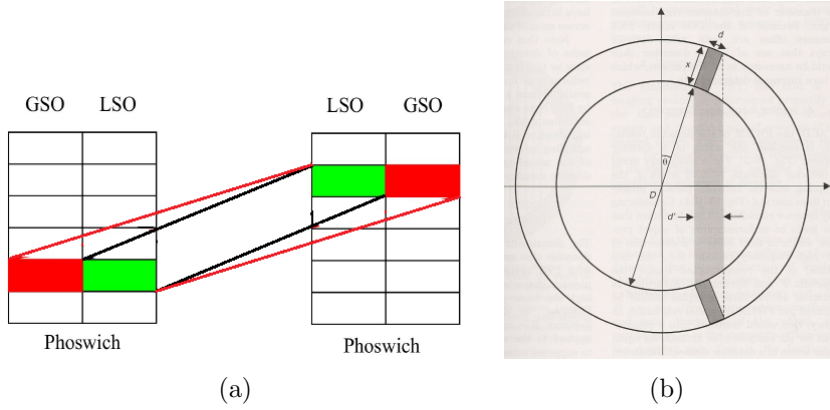 GSO LSO LSO GSO
Phoswich Phoswich
(a)
d
x
θ
D
d'
(b)